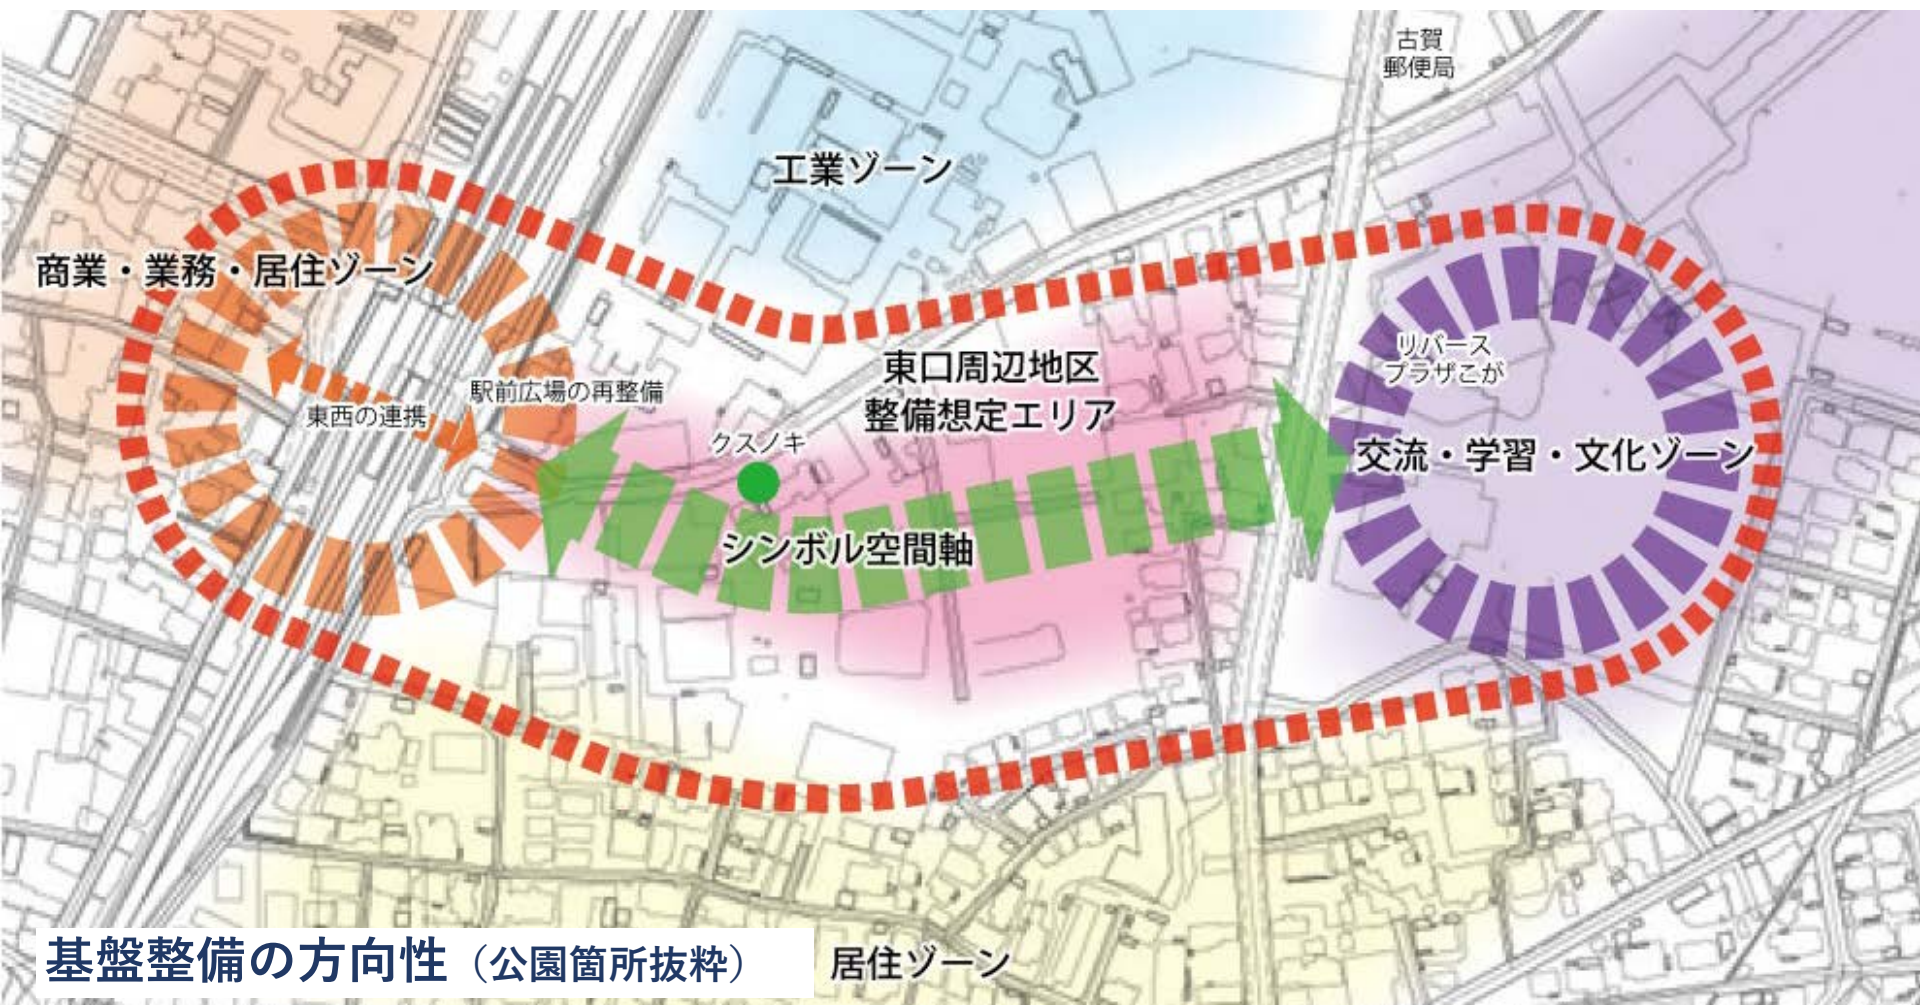 古賀
郵便局
工業ゾーン
商業・業務・居住ゾーン
リバース
プラザこが
東口周辺地区
整備想定エリア
駅前広場の再整備
東西の連携
クスノキ
交流・学習・文化ゾーン
シンボル空間軸
基盤整備の方向性（公園箇所抜粋）
居住ゾーン